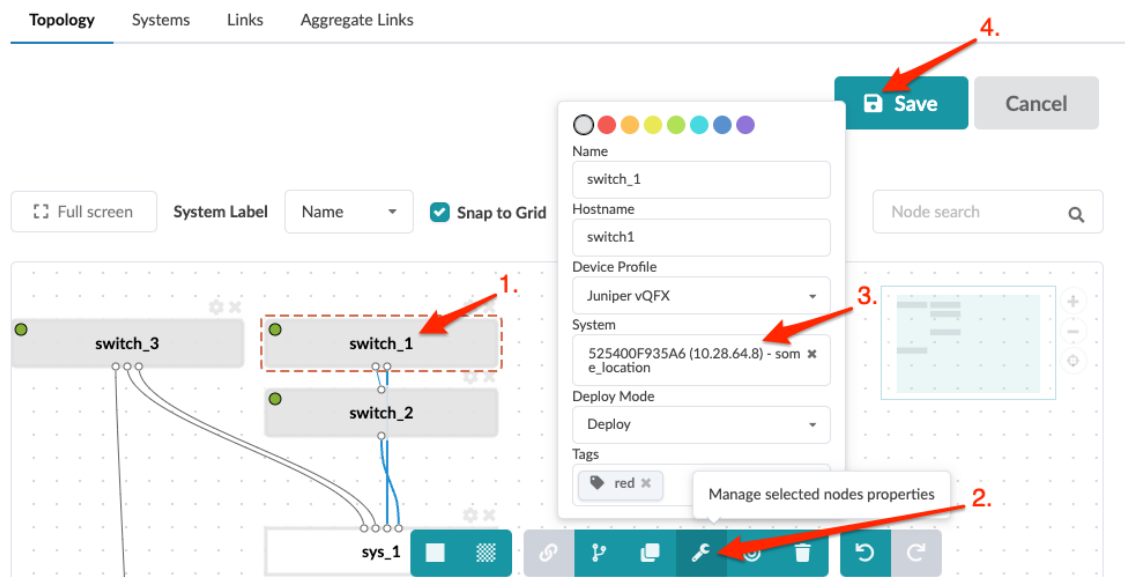 Topology Systems Links Aggregate Links
4.
Save Cancel
Name
switch_1
Full screen System Label Name Snap to Grid
Node search
Hostname
switch1
Device Profile
Juniper vQFX
1.
3.
System
525400F935A6 (10.28.64.8) - som
e_location
switch_3
switch_1
Deploy Mode
switch_2
Deploy
Tags
red
Manage selected nodes properties
2.
sys_1